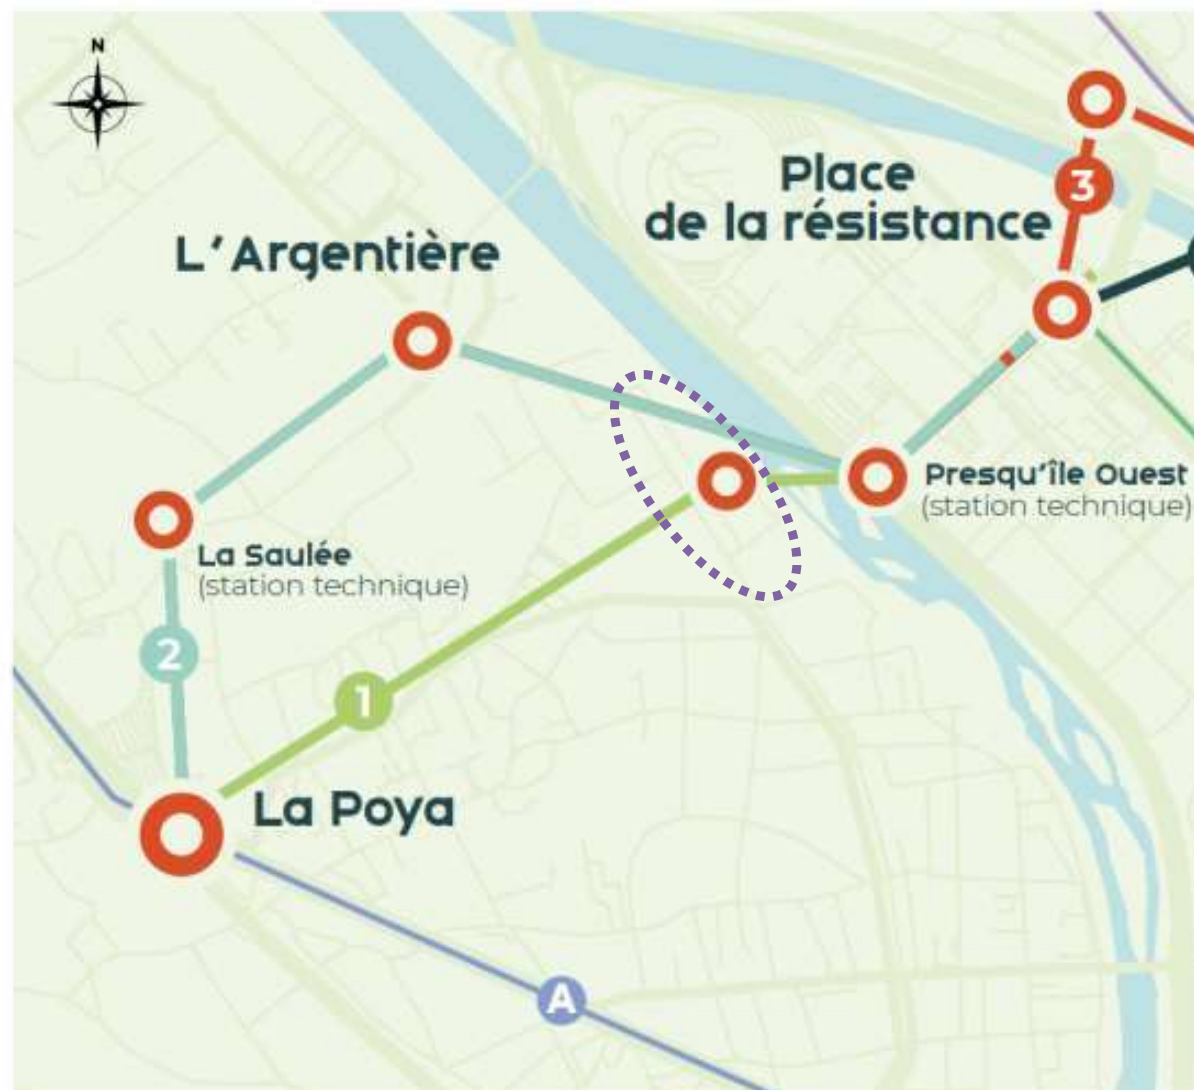 N
Place
de la résistance
3
L'Argentière
Presqu'île Ouest
(station technique)
La Saulée
(station technique)
2
1
La Poya
A